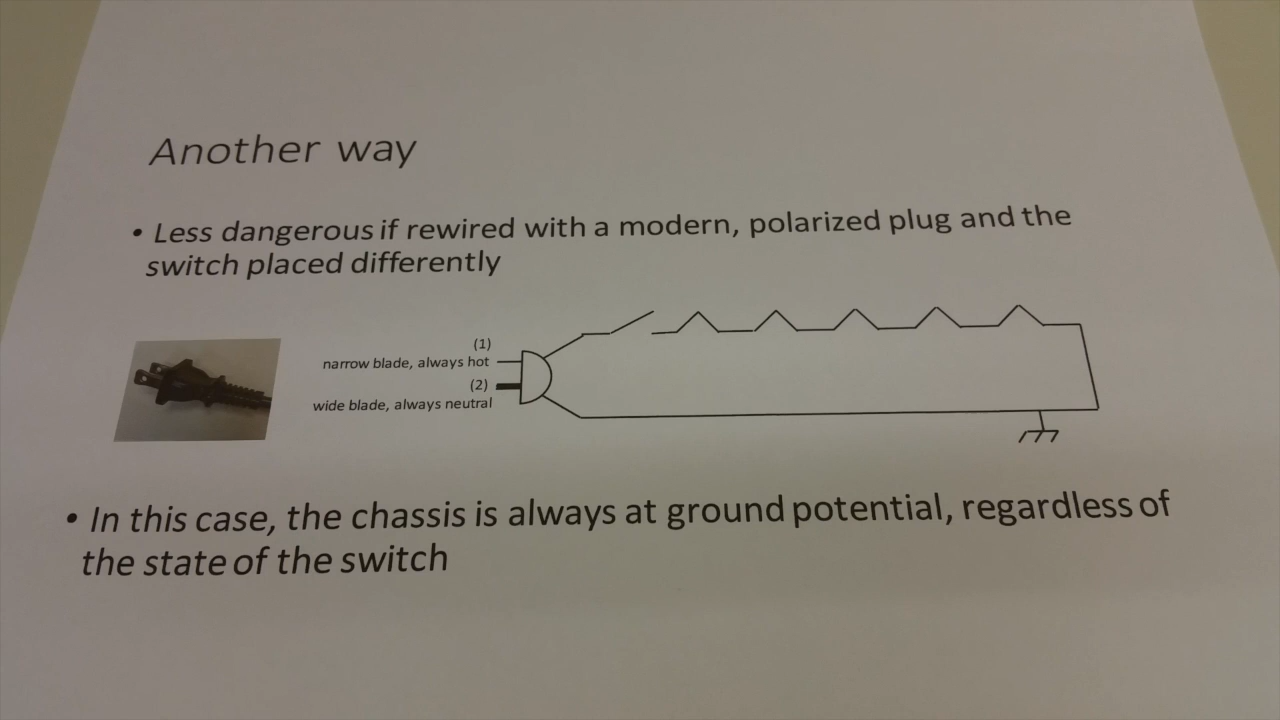 Another way
• Less dangerous if rewired with a modern, polarized plug and the
switch placed differently
(1)
narrow blade, always hot
(2)
wide blade, always neutral
• In this case, the chassis is always at ground potential, regardless of
the state of the switch